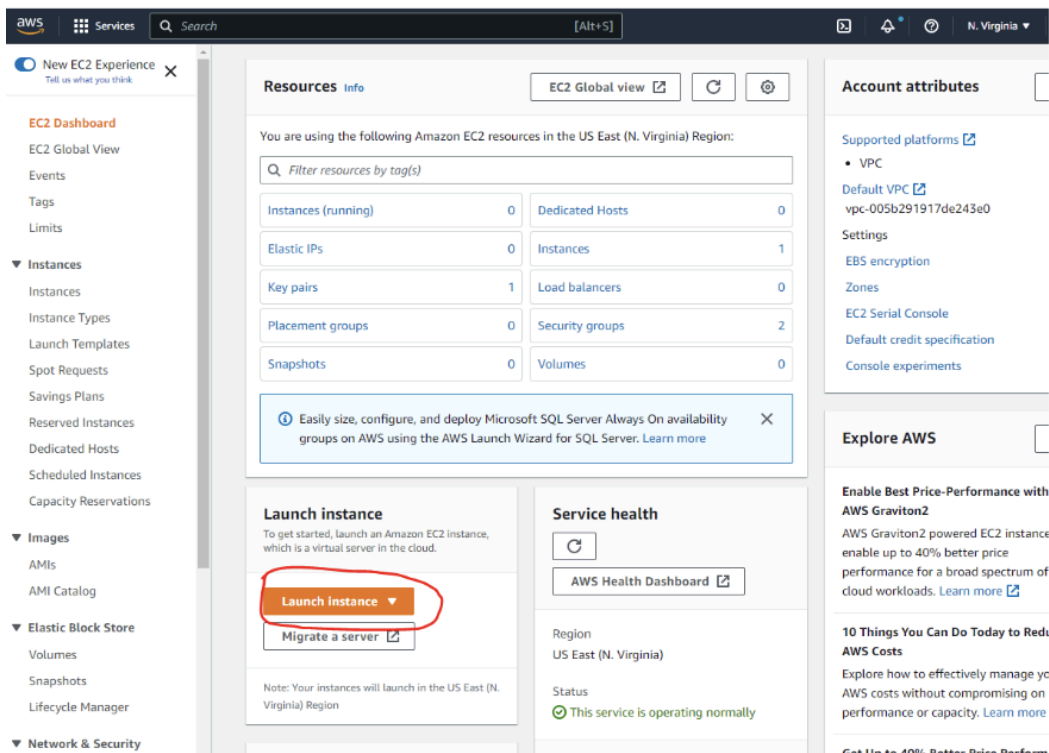 aws
Services
Search
[Alt+S]
N. Virginia ▼
New EC2 Experience
Tell us what you think
EC2 Dashboard
EC2 Global View
Events
Tags
Limits
▼ Instances
Instances
Instance Types
Launch Templates
Spot Requests
Savings Plans
Reserved Instances
Dedicated Hosts
Scheduled Instances
Capacity Reservations
▼ Images
AMIs
AMI Catalog
▼ Elastic Block Store
Volumes
Snapshots
Lifecycle Manager
▼ Network & Security
Resources Info
EC2 Global view
You are using the following Amazon EC2 resources in the US East (N. Virginia) Region:
Filter resources by tag(s)
Instances (running) 0
Dedicated Hosts 0
Elastic IPs 0
Instances 1
Key pairs 1
Load balancers 0
Placement groups 0
Security groups 2
Snapshots 0
Volumes 0
Easily size, configure, and deploy Microsoft SQL Server Always On availability
groups on AWS using the AWS Launch Wizard for SQL Server. Learn more
Launch instance
To get started, launch an Amazon EC2 instance,
which is a virtual server in the cloud.
Launch instance ▼
Migrate a server
Note: Your instances will launch in the US East (N.
Virginia) Region
Service health
AWS Health Dashboard
Region
US East (N. Virginia)
Status
This service is operating normally
Account attributes
Supported platforms
• VPC
Default VPC
vpc-005b291917de243e0
Settings
EBS encryption
Zones
EC2 Serial Console
Default credit specification
Console experiments
Explore AWS
Enable Best Price-Performance with
AWS Graviton2
AWS Graviton2 powered EC2 instance
enable up to 40% better price
performance for a broad spectrum of
cloud workloads. Learn more
10 Things You Can Do Today to Redu
AWS Costs
Explore how to effectively manage yo
AWS costs without compromising on
performance or capacity. Learn more